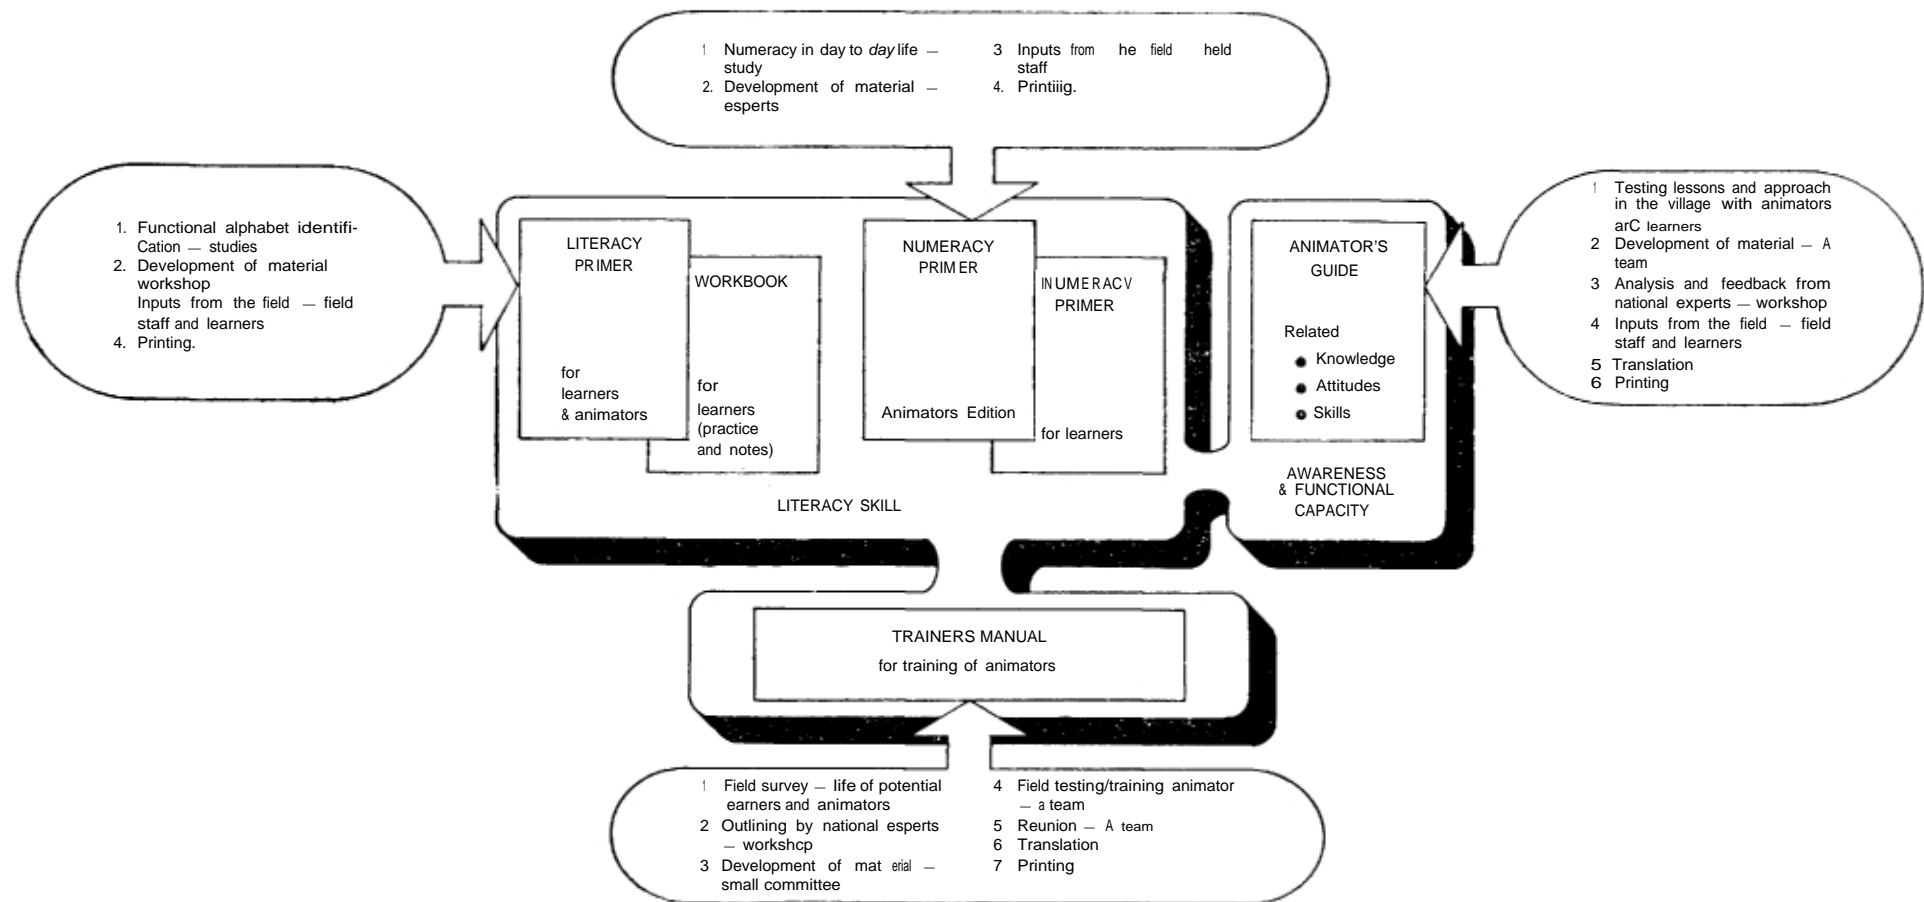 1 Numeracy in day to day life —
study
2. Development of material —
esperts
3 Inputs from he field held
staff
4. Printiiig.
1. Functional alphabet identifi-
Cation — studies
2. Development of material
workshop
Inputs from the field — field
staff and learners
4. Printing.
LITERACY
PRIMER
for
learners
& animators
WORKBOOK
for
learners
(practice
and notes)
NUMERACY
PRIMER
Animators Edition
INUMERACV
PRIMER
for learners
LITERACY SKILL
ANIMATOR'S
GUIDE
Related
● Knowledge
● Attitudes
● Skills
AWARENESS
& FUNCTIONAL
CAPACITY
1 Testing lessons and approach
in the village with animators
arC learners
2 Development of material — A
team
3 Analysis and feedback from
national experts — workshop
4 Inputs from the field — field
staff and learners
5 Translation
6 Printing
TRAINERS MANUAL
for training of animators
1 Field survey — life of potential
earners and animators
2 Outlining by national esperts
— workshcp
3 Development of mat erial —
small committee
4 Field testing/training animator
— a team
5 Reunion — A team
6 Translation
7 Printing